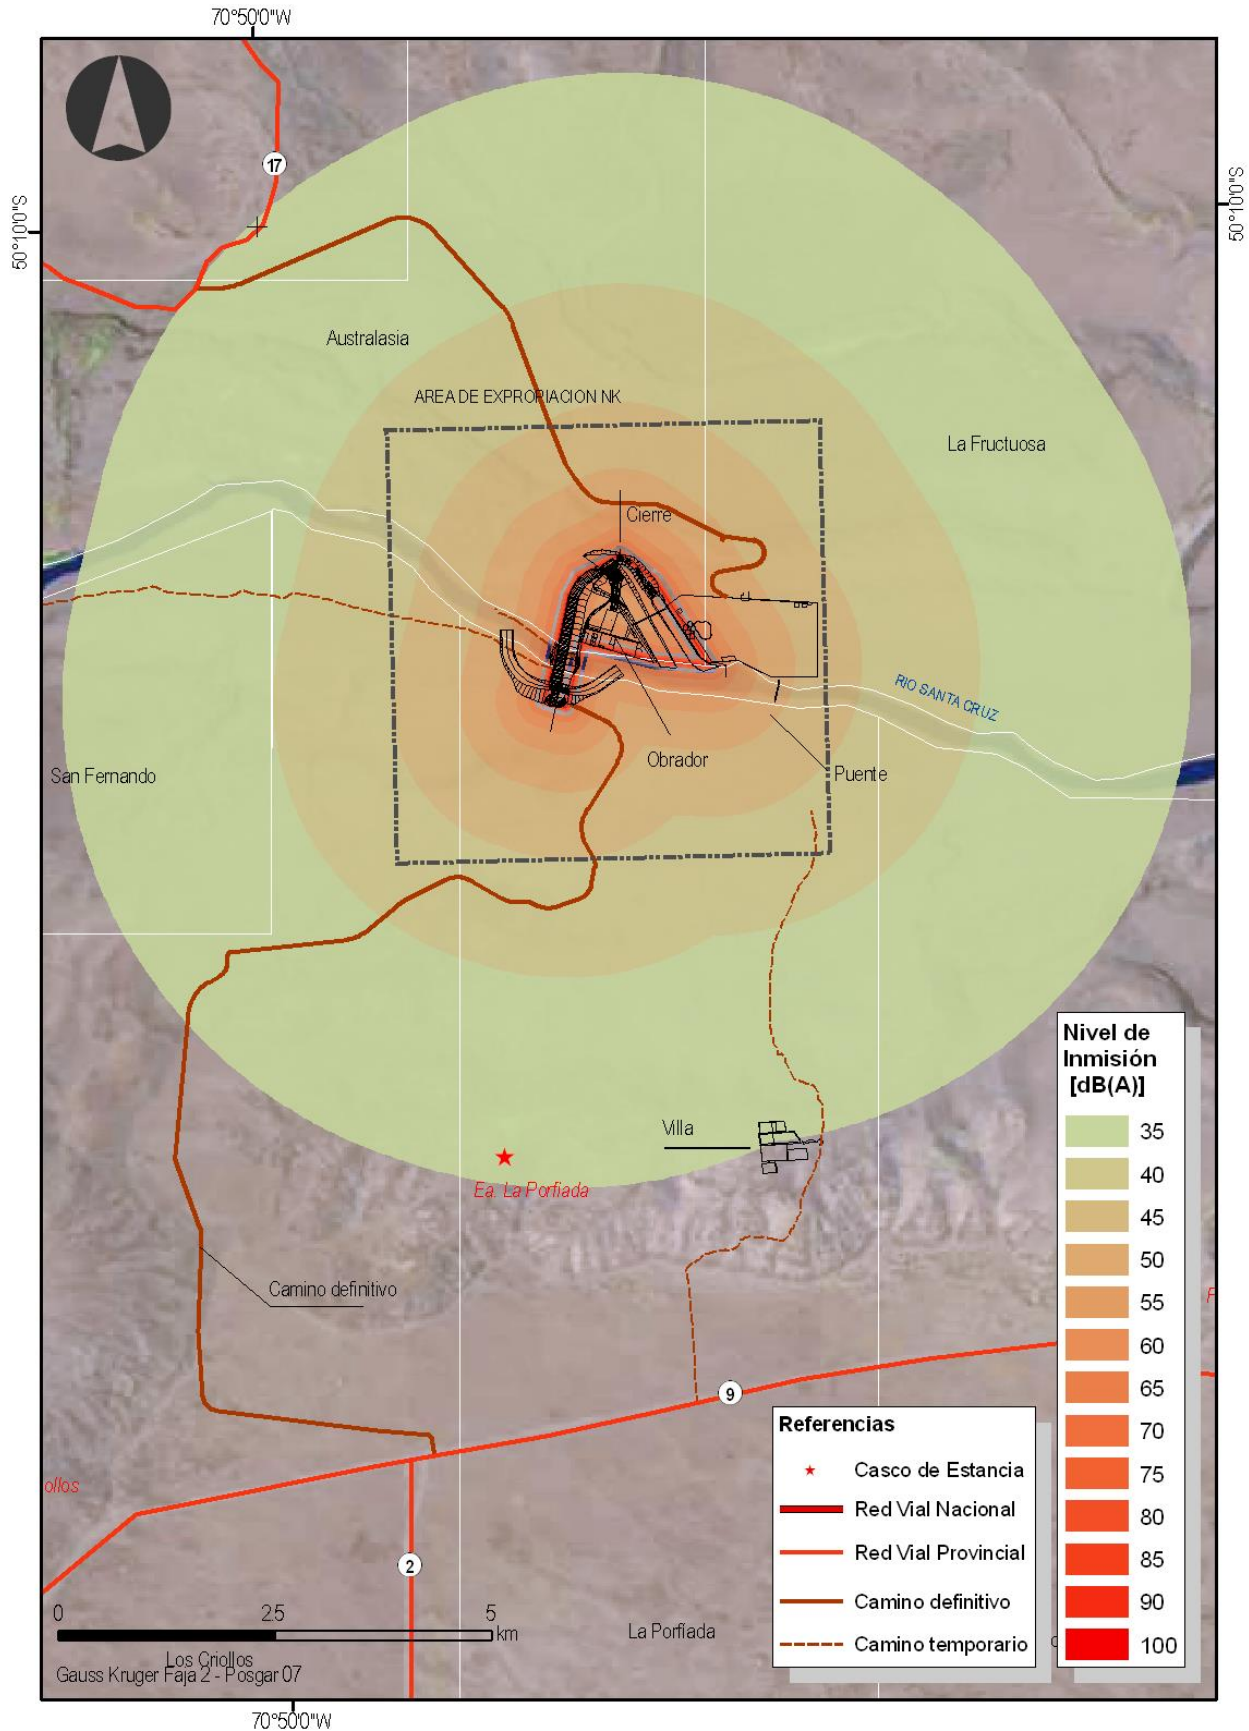 70°50'0"W
17
50°10'0"S
50°10'0"S
Australasia
AREA DE EXPROPIACION NK
La Fructuosa
Cierre
RIO SANTA CRUZ
Obrador
Puente
San Fernando
Villa
Ea. La Porfiada
Camino definitivo
9
ollos
2
0 2.5 5
km
Los Criollos
Gauss Kruger Faja 2 - Posgar 07
La Porfiada
70°50'0"W
Nivel de
Inmisión
[dB(A)]
35
40
45
50
55
60
65
70
75
80
85
90
100
F
Referencias
Casco de Estancia
Red Vial Nacional
Red Vial Provincial
Camino definitivo
Camino temporario